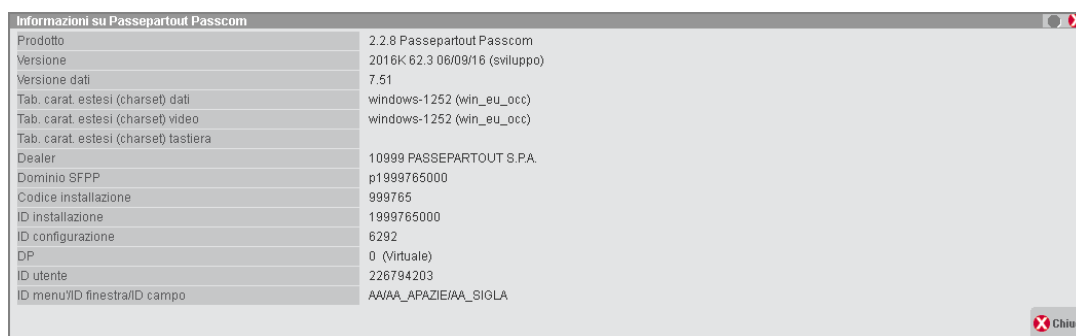 Informazioni su Passepartout Passcom
Prodotto 2.2.8 Passepartout Passcom
Versione 2016K 62.3 06/09/16 (sviluppo)
Versione dati 7.51
Tab. carat. estesi (charset) dati windows-1252 (win_eu_occ)
Tab. carat. estesi (charset) video windows-1252 (win_eu_occ)
Tab. carat. estesi (charset) tastiera
Dealer 10999 PASSEPARTOUT S.P.A.
Dominio SFPP p1999765000
Codice installazione 999765
ID installazione 1999765000
ID configurazione 6292
DP 0 (Virtuale)
ID utente 226794203
ID menu'/ID finestra/ID campo AA/AA_APAZIE/AA_SIGLA
Chiu